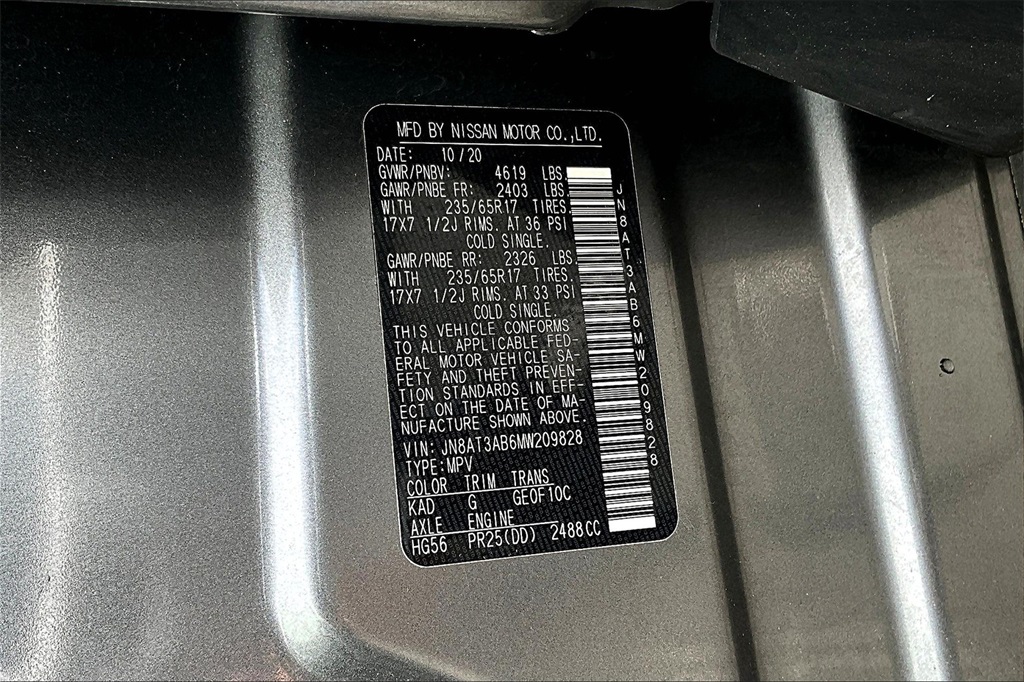 MFD BY NISSAN MOTOR CO.,LTD.
DATE: 10/20
GVWR/PNBV: 4619 LBS.
GAWR/PNBE FR: 2403 LBS.
WITH 235/65R17 TIRES.
17X7 1/2J RIMS. AT 36 PSI
COLD SINGLE.
GAWR/PNBE RR: 2326 LBS
WITH 235/65R17 TIRES.
17X7 1/2J RIMS. AT 33 PSI
COLD SINGLE.
THIS VEHICLE CONFORMS
TO ALL APPLICABLE FED-
ERAL MOTOR VEHICLE SA-
FETY AND THEFT PREVEN-
TION STANDARDS IN EFF-
ECT ON THE DATE OF MA-
NUFACTURE SHOWN ABOVE.
VIN: JN8AT3AB6MW209828
TYPE:MPV
COLOR TRIM TRANS
KAD G GE0F10C
AXLE ENGINE
HG56 PR25(DD) 2488CC
JN8AT3AB6MW209828